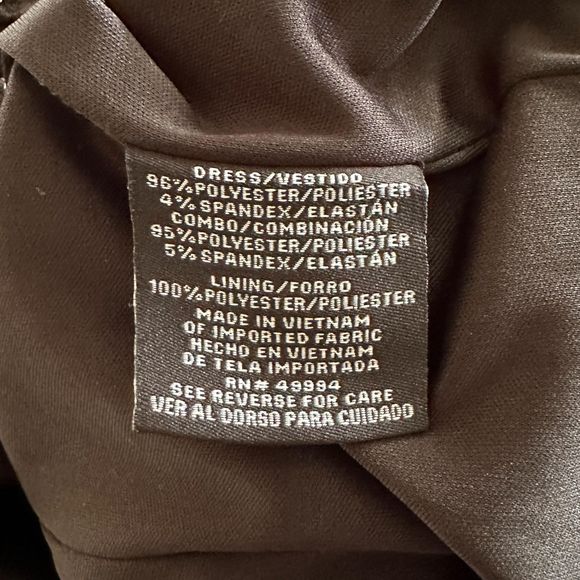 DRESS/VESTIDO
96%POLYESTER/POLIESTER
4%SPANDEX/ELASTÁN
COMBO/COMBINACIÓN
95%POLYESTER/POLIESTER
5%SPANDEX/ELASTÁN
LINING/FORRO
100%POLYESTER/POLIESTER
MADE IN VIETNAM
OF IMPORTED FABRIC
HECHO EN VIETNAM
DE TELA IMPORTADA
RN# 49994
SEE REVERSE FOR CARE
VER AL DORSO PARA CUIDADO